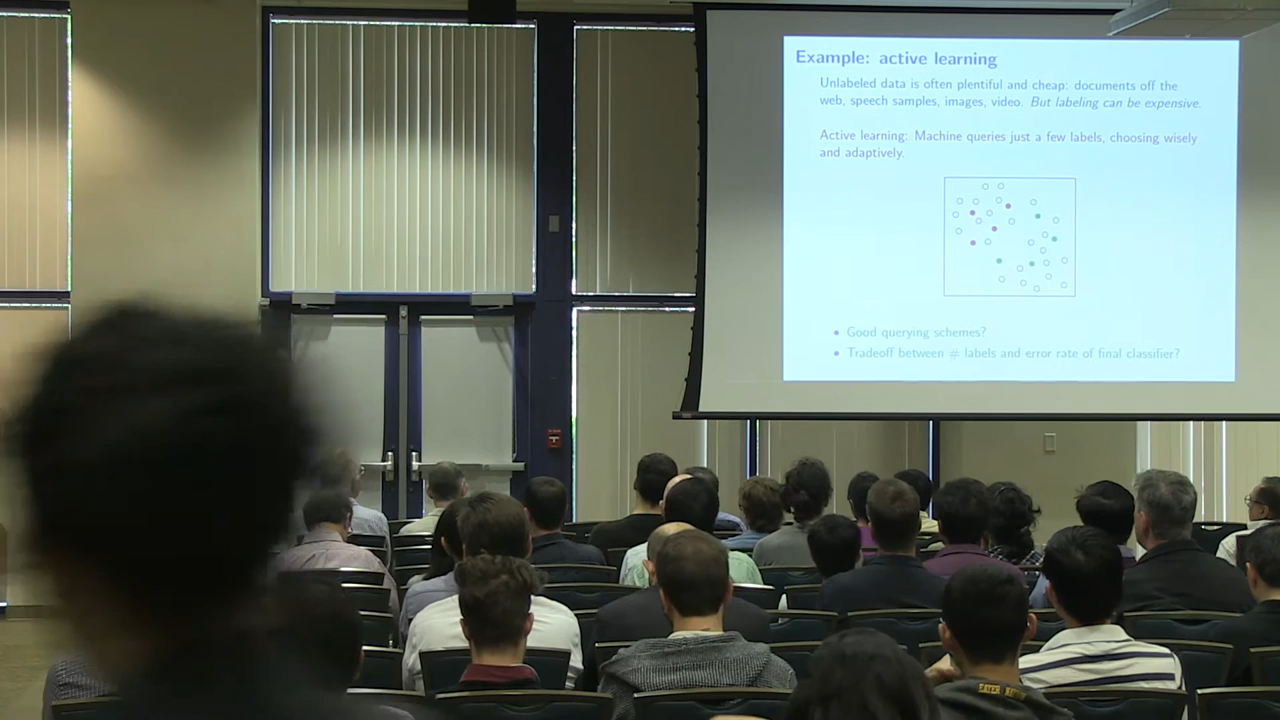 Example: active learning
Unlabeled data is often plentiful and cheap: documents off the
web, speech samples, images, video. But labeling can be expensive.
Active learning: Machine queries just a few labels, choosing wisely
and adaptively.
• Good querying schemes?
• Tradeoff between # labels and error rate of final classifier?